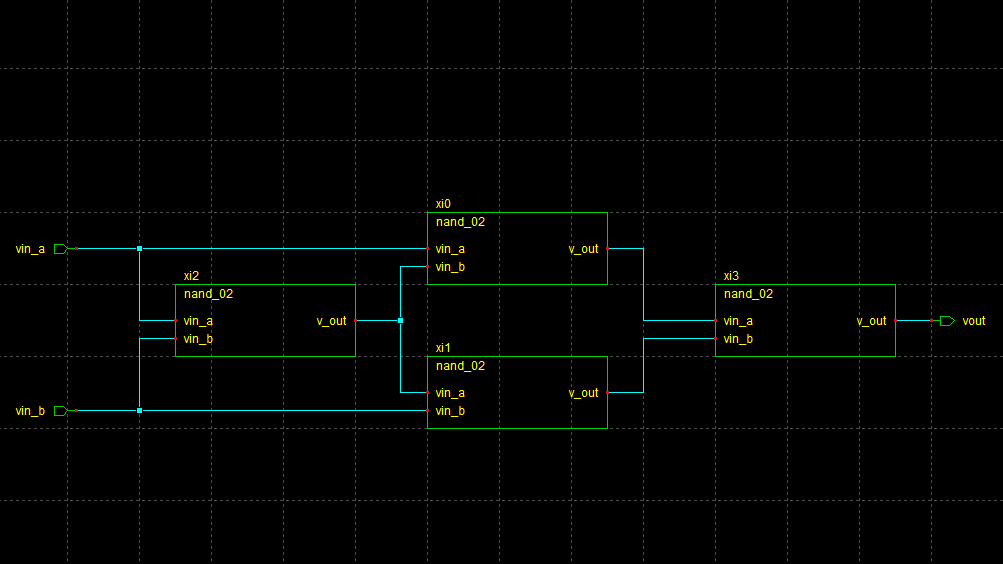 xi0
nand_02
vin_a
vin_a v_out
vin_b
xi2
nand_02
vin_a v_out
vin_b
xi3
nand_02
vin_a v_out
vin_b
vout
xi1
nand_02
vin_a v_out
vin_b
vin_b